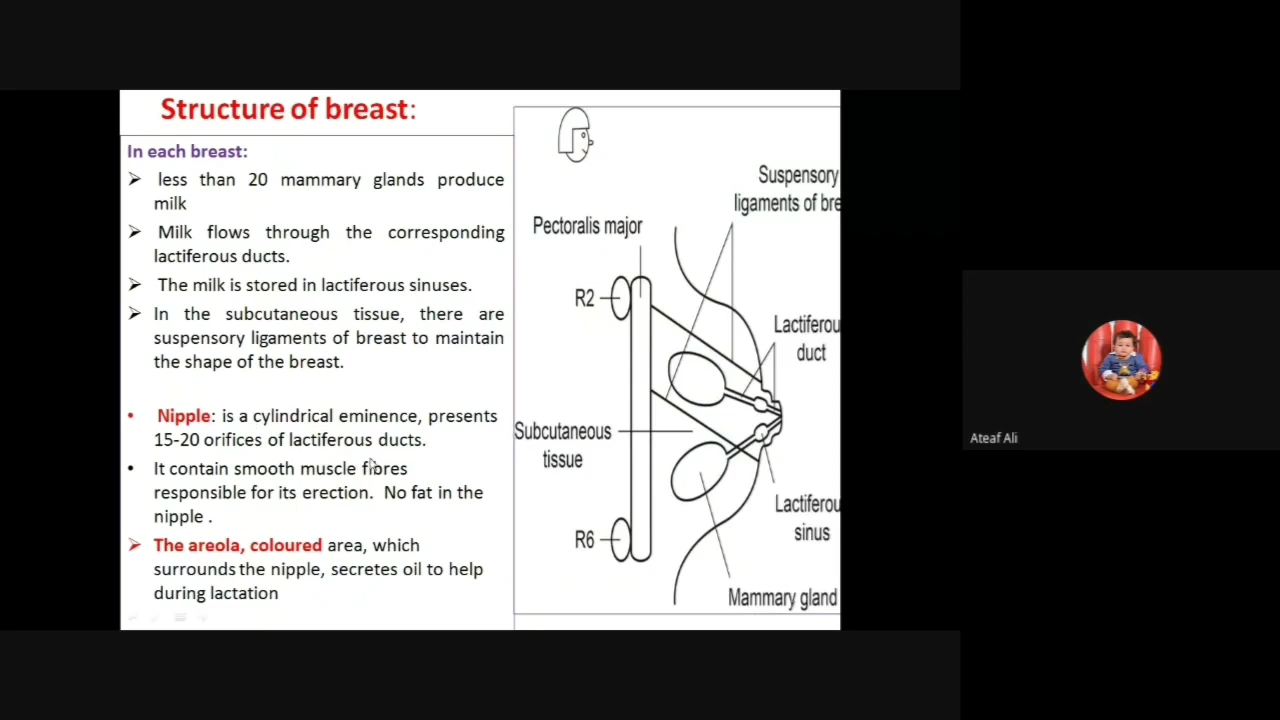 Structure of breast:
In each breast:
➢ less than 20 mammary glands produce
milk
➢ Milk flows through the corresponding
lactiferous ducts.
➢ The milk is stored in lactiferous sinuses.
➢ In the subcutaneous tissue, there are
suspensory ligaments of breast to maintain
the shape of the breast.
• Nipple: is a cylindrical eminence, presents
15-20 orifices of lactiferous ducts.
• It contain smooth muscle fibres
responsible for its erection. No fat in the
nipple .
➢ The areola, coloured area, which
surrounds the nipple, secretes oil to help
during lactation
Suspensory
ligaments of bre
Pectoralis major
R2
Lactiferou
duct
Subcutaneous
tissue
Lactiferou
sinus
R6
Mammary gland
Ateaf Ali